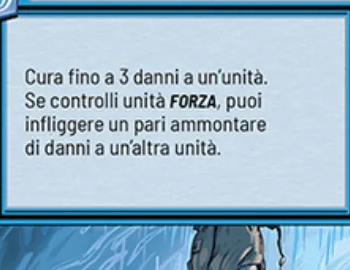 Cura fino a 3 danni a un'unità.
Se controlli unità FORZA, puoi
infliggere un pari ammontare
di danni a un'altra unità.